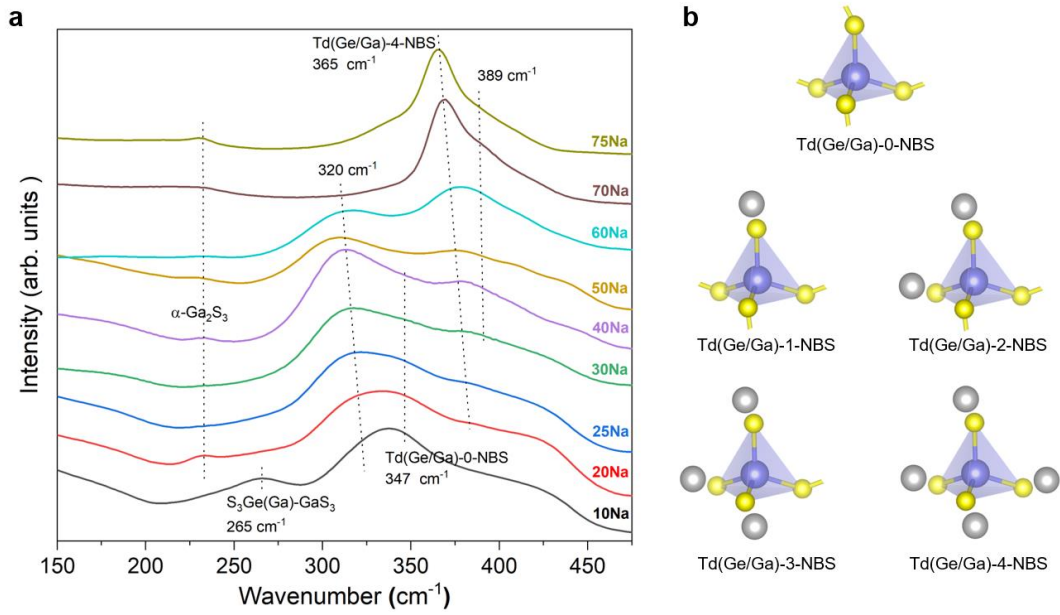 a
b
Td(Ge/Ga)-4-NBS
365 cm⁻¹
389 cm⁻¹
320 cm⁻¹
75Na
70Na
60Na
50Na
40Na
30Na
25Na
20Na
10Na
α-Ga₂S₃
Td(Ge/Ga)-0-NBS
347 cm⁻¹
S₃Ge(Ga)-GaS₃
265 cm⁻¹
Intensity (arb. units )
150 200 250 300 350 400 450
Wavenumber (cm⁻¹)
Td(Ge/Ga)-0-NBS
Td(Ge/Ga)-1-NBS
Td(Ge/Ga)-2-NBS
Td(Ge/Ga)-3-NBS
Td(Ge/Ga)-4-NBS